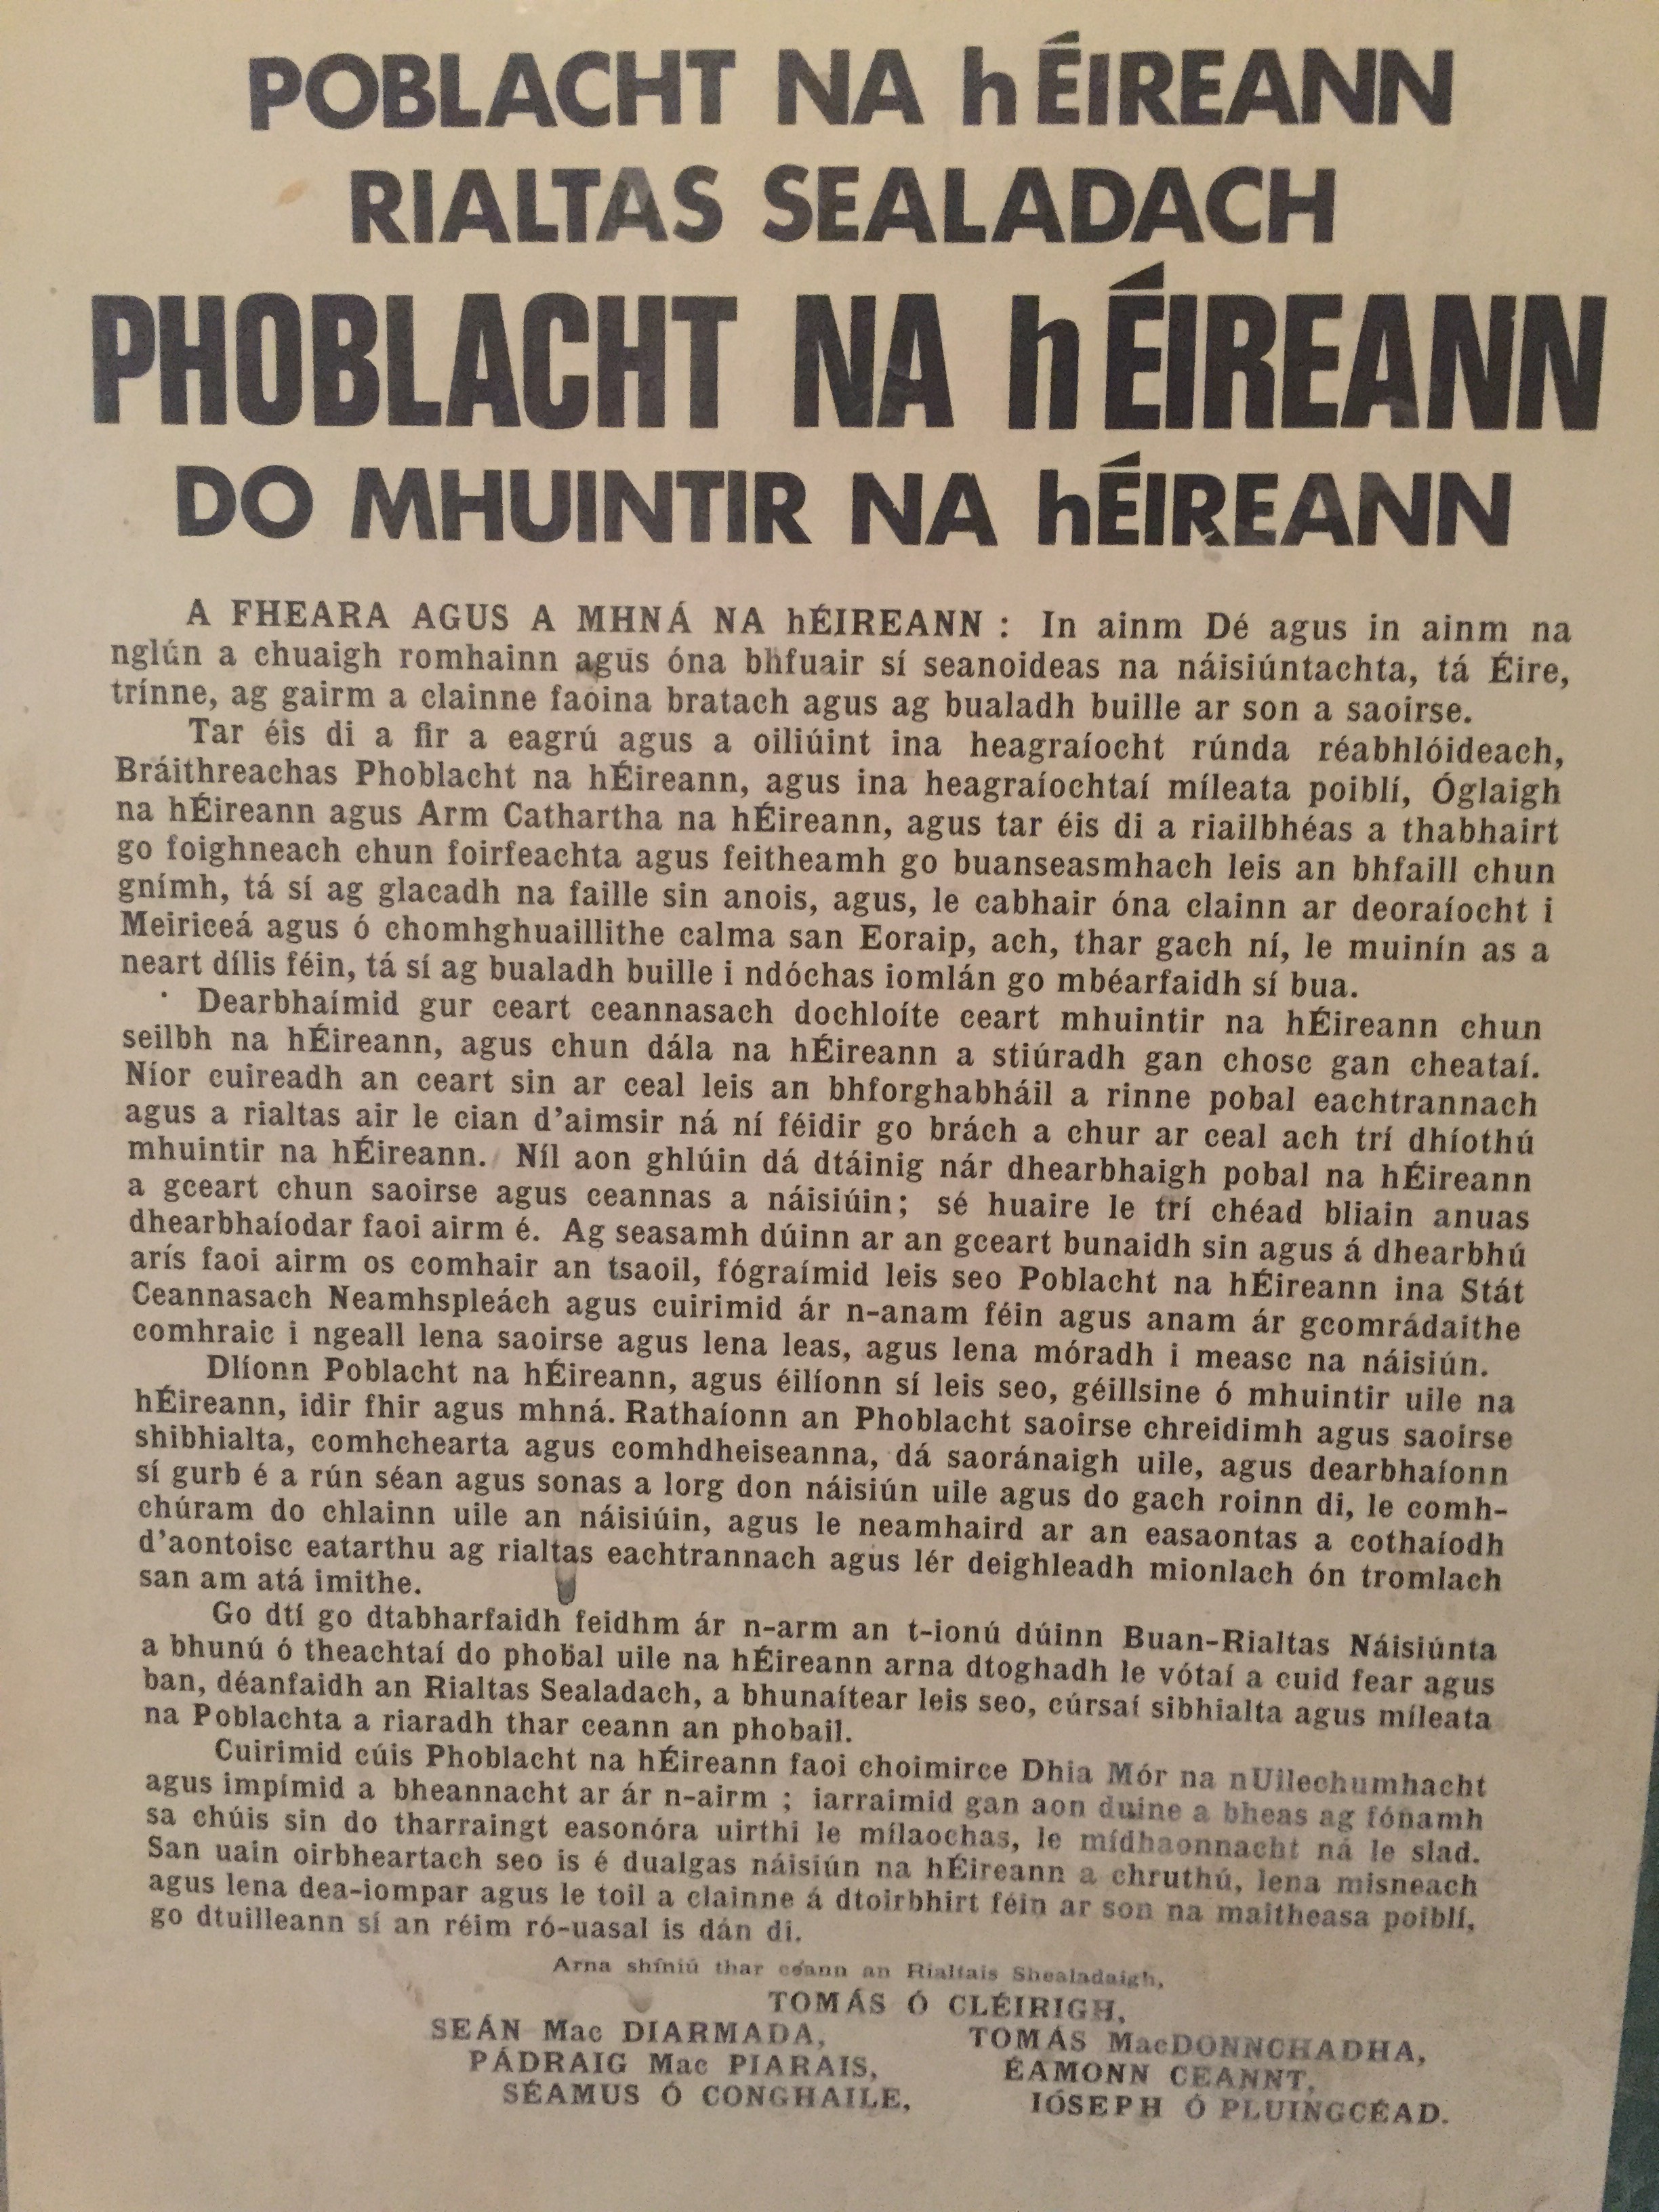 POBLACHT NA hÉIREANN
RIALTAS SEALADACH
PHOBLACHT NA hÉIREANN
DO MHUINTIR NA hÉIREANN
A FHEARA AGUS A MHNÁ NA hÉIREANN : In ainm Dé agus in ainm na
nglún a chuaigh romhainn agus óna bhfuair sí seanoideas na náisiúntachta, tá Éire,
trínne, ag gairm a clainne faoina bratach agus ag bualadh buille ar son a saoirse.
Tar éis di a fir a eagrú agus a oiliúint ina heagraíocht rúnda réabhlóideach,
Bráithreachas Phoblacht na hÉireann, agus ina heagraíochtaí míleata poiblí, Óglaigh
na hÉireann agus Arm Cathartha na hÉireann, agus tar éis di a riailbhéas a thabhairt
go foighneach chun foirfeachta agus feitheamh go buanseasmhach leis an bhfaill chun
gnímh, tá sí ag glacadh na faille sin anois, agus, le cabhair óna clainn ar deoraíocht i
Meiriceá agus ó chomhghuaillithe calma san Eoraip, ach, thar gach ní, le muinín as a
neart dílis féin, tá sí ag bualadh buille i ndóchas iomlán go mbéarfaidh sí bua.
Dearbhaímid gur ceart ceannasach dochloíte ceart mhuintir na hÉireann chun
seilbh na hÉireann, agus chun dála na hÉireann a stiúradh gan chosc gan cheataí.
Níor cuireadh an ceart sin ar ceal leis an bhforghabháil a rinne pobal eachtrannach
agus a rialtas air le cian d'aimsir ná ní féidir go brách a chur ar ceal ach trí dhíothú
mhuintir na hÉireann. Níl aon ghlúin dá dtáinig nár dhearbhaigh pobal na hÉireann
a gceart chun saoirse agus ceannas a náisiúin; sé huaire le trí chéad bliain anuas
dhearbhaíodar faoi airm é. Ag seasamh dúinn ar an gceart bunaidh sin agus á dhearbhú
arís faoi airm os comhair an tsaoil, fógraímid leis seo Poblacht na hÉireann ina Stát
Ceannasach Neamhspleách agus cuirimid ár n-anam féin agus anam ár gcomrádaithe
comhraic i ngeall lena saoirse agus lena leas, agus lena móradh i measc na náisiún.
Dlíonn Poblacht na hÉireann, agus éilíonn sí leis seo, géillsine ó mhuintir uile na
hÉireann, idir fhir agus mhná. Rathaíonn an Phoblacht saoirse chreidimh agus saoirse
shibhialta, comhchearta agus comhdheiseanna, dá saoránaigh uile, agus dearbhaíonn
sí gurb é a rún séan agus sonas a lorg don náisiún uile agus do gach roinn di, le comh-
chúram do chlainn uile an náisiúin, agus le neamhaird ar an easaontas a cothaíodh
d'aontoisc eatarthu ag rialtas eachtrannach agus lér deighleadh mionlach ón tromlach
san am atá imithe.
Go dtí go dtabharfaidh feidhm ár n-arm an t-ionú dúinn Buan-Rialtas Náisiúnta
a bhunú ó theachtaí do phobal uile na hÉireann arna dtoghadh le vótaí a cuid fear agus
ban, déanfaidh an Rialtas Sealadach, a bhunaítear leis seo, cúrsaí sibhialta agus míleata
na Poblachta a riaradh thar ceann an phobail.
Cuirimid cúis Phoblacht na hÉireann faoi choimirce Dhia Mór na nUilechumhacht
agus impímid a bheannacht ar ár n-airm ; iarraimid gan aon duine a bheas ag fónamh
sa chúis sin do tharraingt easonóra uirthi le mílaochas, le mídhaonnacht ná le slad.
San uain oirbheartach seo is é dualgas náisiún na hÉireann a chruthú, lena misneach
agus lena dea-iompar agus le toil a clainne á dtoirbhirt féin ar son na maitheasa poiblí,
go dtuilleann sí an réim ró-uasal is dán di.
Arna shíniú thar ceann an Rialtais Shealadaigh,
TOMÁS Ó CLÉIRIGH,
SEÁN Mac DIARMADA, TOMÁS MacDONNCHADHA,
PÁDRAIG Mac PIARAIS, ÉAMONN CEANNT,
SÉAMUS Ó CONGHAILE, IÓSEPH Ó PLUINGCÉAD.